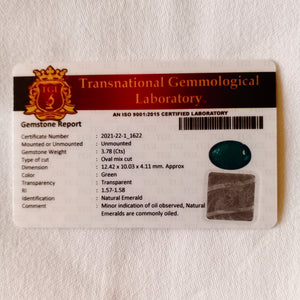 TGL
Transnational Gemmological
Laboratory.
AN ISO 9001:2015 CERTIFIED LABORATORY
Gemstone Report
Certificate Number : 2021-22-1_1622
Mounted or Unmounted : Unmounted
Gemstone Weight : 3.78 (Cts)
Type of cut : Oval mix cut
Dimension : 12.42 x 10.03 x 4.11 mm. Approx
Color : Green
Transparency : Transparent
RI : 1.57-1.58
Identification : Natural Emerald
Comments : Minor indication of oil observed, Natural
Emeralds are commonly oiled.